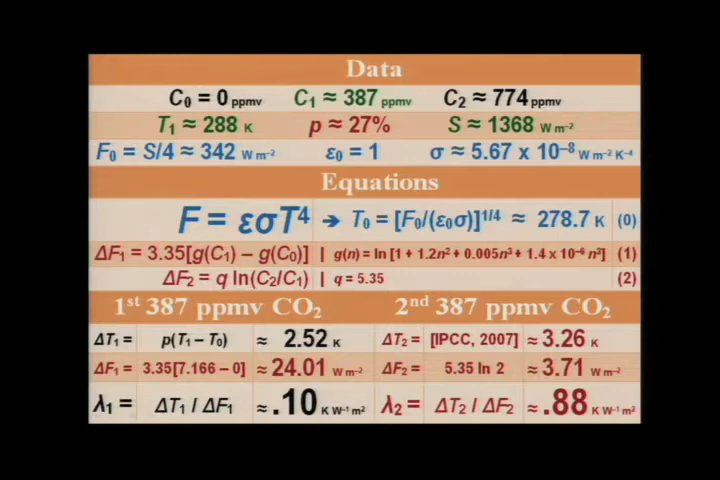 Data
C₀ = 0 ppmv C₁ ≈ 387 ppmv C₂ ≈ 774 ppmv
T₁ ≈ 288 K p ≈ 27% S ≈ 1368 W m⁻²
F₀ = S/4 ≈ 342 W m⁻² ε₀ = 1 σ ≈ 5.67 x 10⁻⁸ W m⁻² K⁻⁴
Equations
F = εσT⁴ ➔ T₀ = [F₀/(ε₀σ)]¹ᐟ⁴ ≈ 278.7 K (0)
ΔF₁ = 3.35[g(C₁) – g(C₀)] | g(n) = ln [1 + 1.2n² + 0.005n³ + 1.4 x 10⁻⁶ n³] (1)
ΔF₂ = q ln(C₂/C₁) | q = 5.35 (2)
1st 387 ppmv CO₂ 2nd 387 ppmv CO₂
ΔT₁ = p(T₁ – T₀) ≈ 2.52 K ΔT₂ = [IPCC, 2007] ≈ 3.26 K
ΔF₁ = 3.35[7.166 – 0] ≈ 24.01 W m⁻² ΔF₂ = 5.35 ln 2 ≈ 3.71 W m⁻²
λ₁ = ΔT₁ / ΔF₁ ≈ .10 K W⁻¹ m² λ₂ = ΔT₂ / ΔF₂ ≈ .88 K W⁻¹ m²